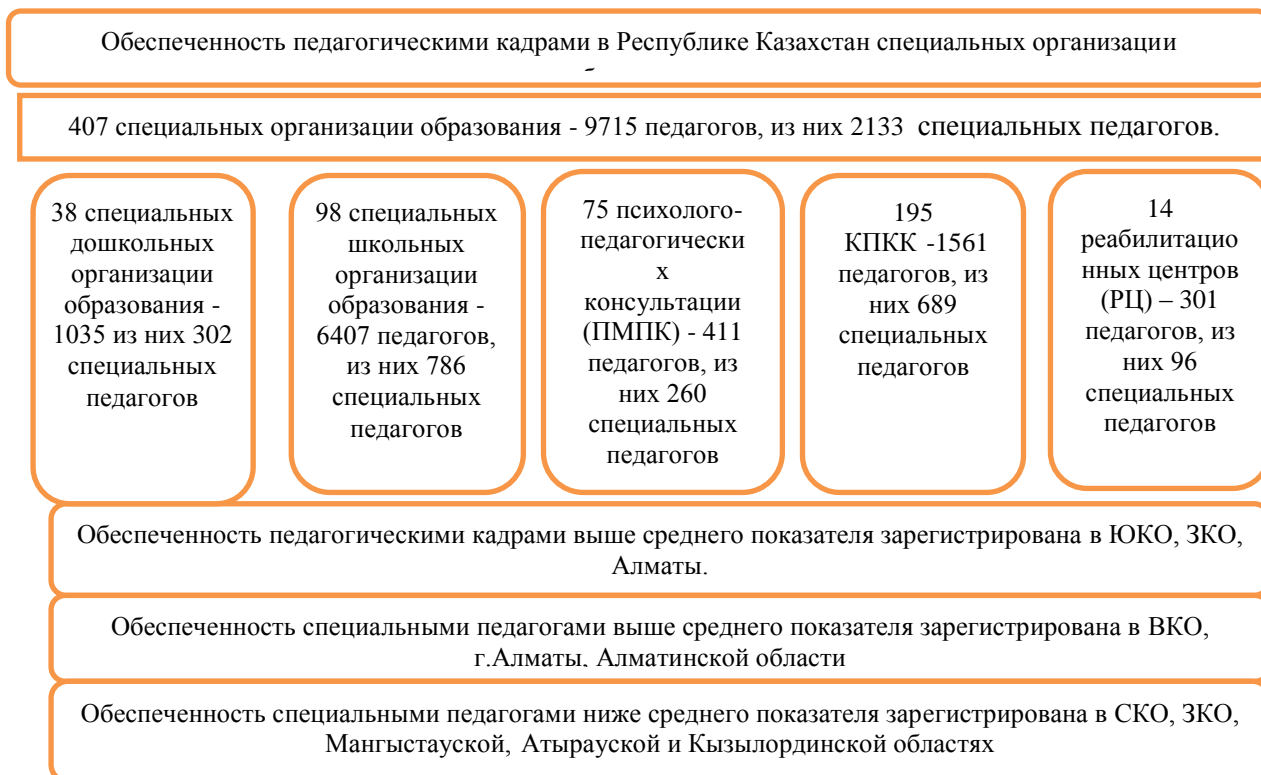 Обеспеченность педагогическими кадрами в Республике Казахстан специальных организации
407 специальных организации образования - 9715 педагогов, из них 2133 специальных педагогов.
38 специальных
дошкольных
организации
образования -
1035 из них 302
специальных
педагогов
98 специальных
школьных
организации
образования -
6407 педагогов,
из них 786
специальных
педагогов
75 психолого-
педагогически
х
консультации
(ПМПК) - 411
педагогов, из
них 260
специальных
педагогов
195
КПКК -1561
педагогов, из
них 689
специальных
педагогов
14
реабилитацио
нных центров
(РЦ) – 301
педагогов, из
них 96
специальных
педагогов
Обеспеченность педагогическими кадрами выше среднего показателя зарегистрирована в ЮКО, ЗКО,
Алматы.
Обеспеченность специальными педагогами выше среднего показателя зарегистрирована в ВКО,
г.Алматы, Алматинской области
Обеспеченность специальными педагогами ниже среднего показателя зарегистрирована в СКО, ЗКО,
Мангыстауской, Атырауской и Кызылординской областях